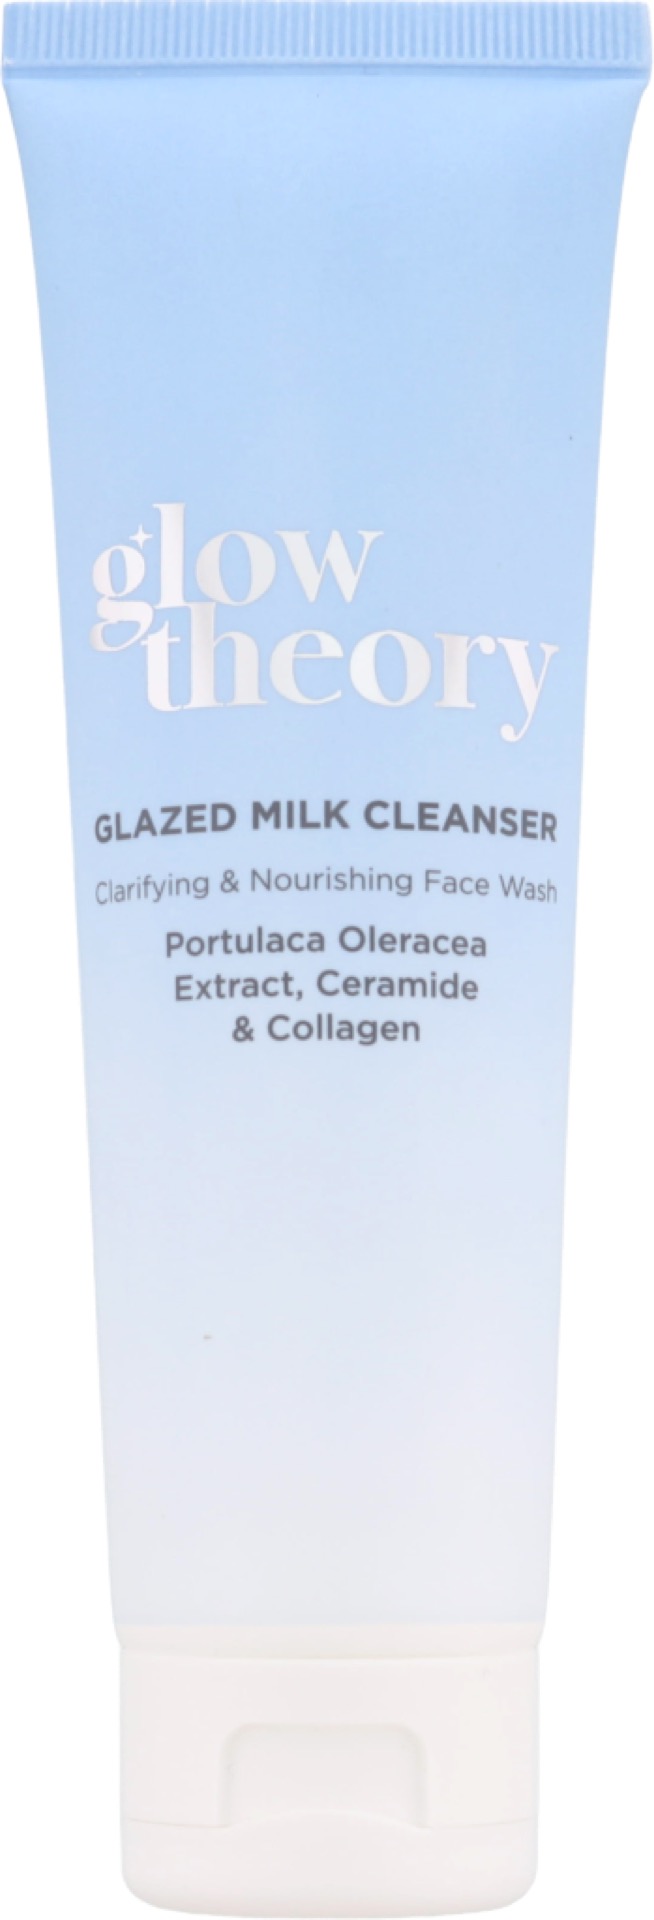 glow
theory
GLAZED MILK CLEANSER
Clarifying & Nourishing Face Wash
Portulaca Oleracea
Extract, Ceramide
& Collagen